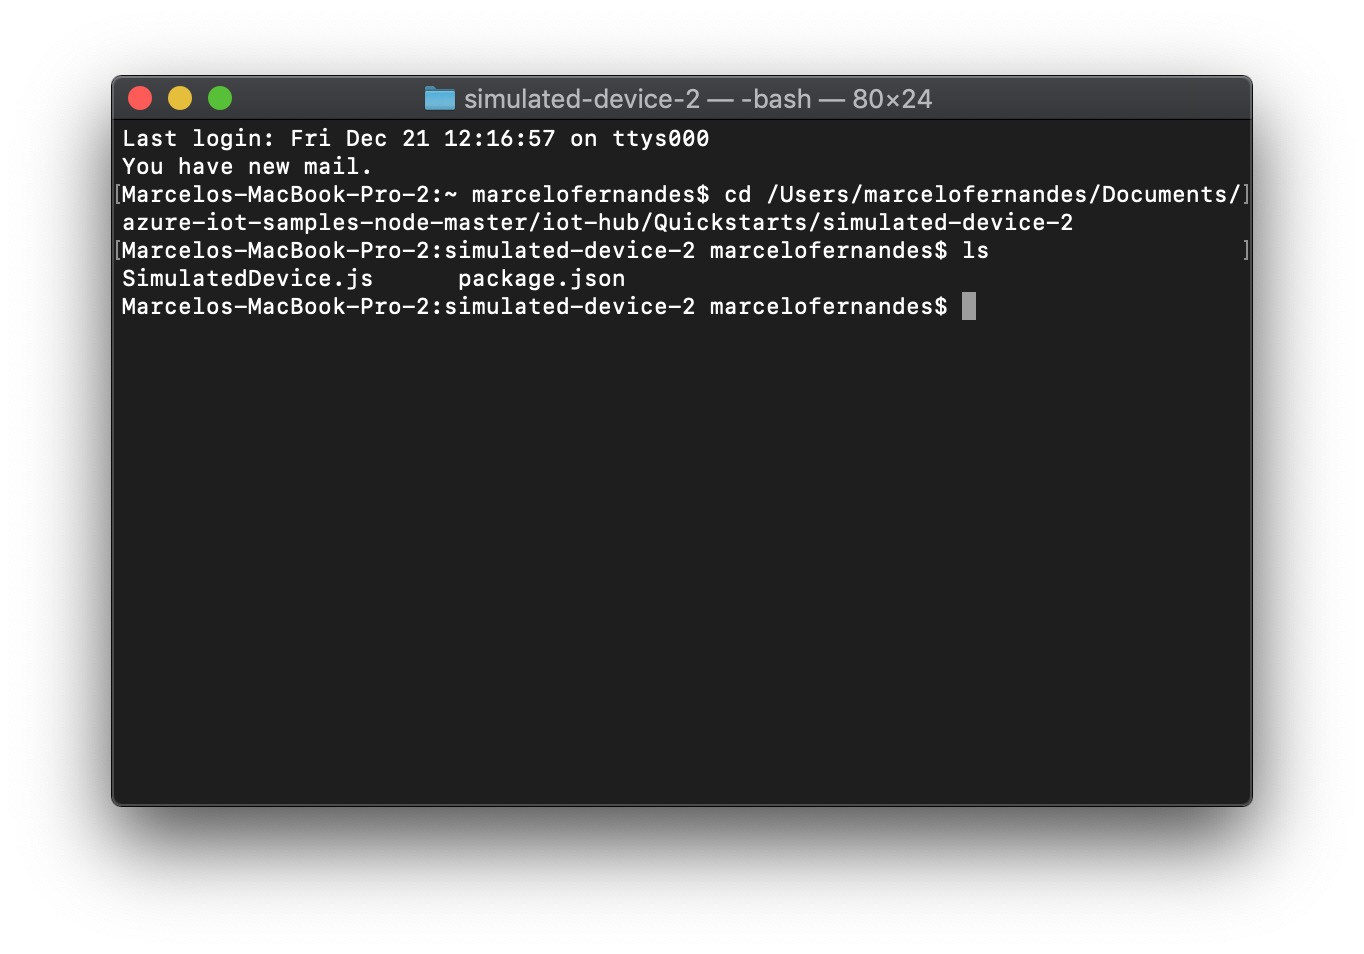 simulated-device-2 — -bash — 80×24
Last login: Fri Dec 21 12:16:57 on ttys000
You have new mail.
[Marcelos-MacBook-Pro-2:~ marcelofernandes$ cd /Users/marcelofernandes/Documents/]
azure-iot-samples-node-master/iot-hub/Quickstarts/simulated-device-2
[Marcelos-MacBook-Pro-2:simulated-device-2 marcelofernandes$ ls ]
SimulatedDevice.js      package.json
Marcelos-MacBook-Pro-2:simulated-device-2 marcelofernandes$